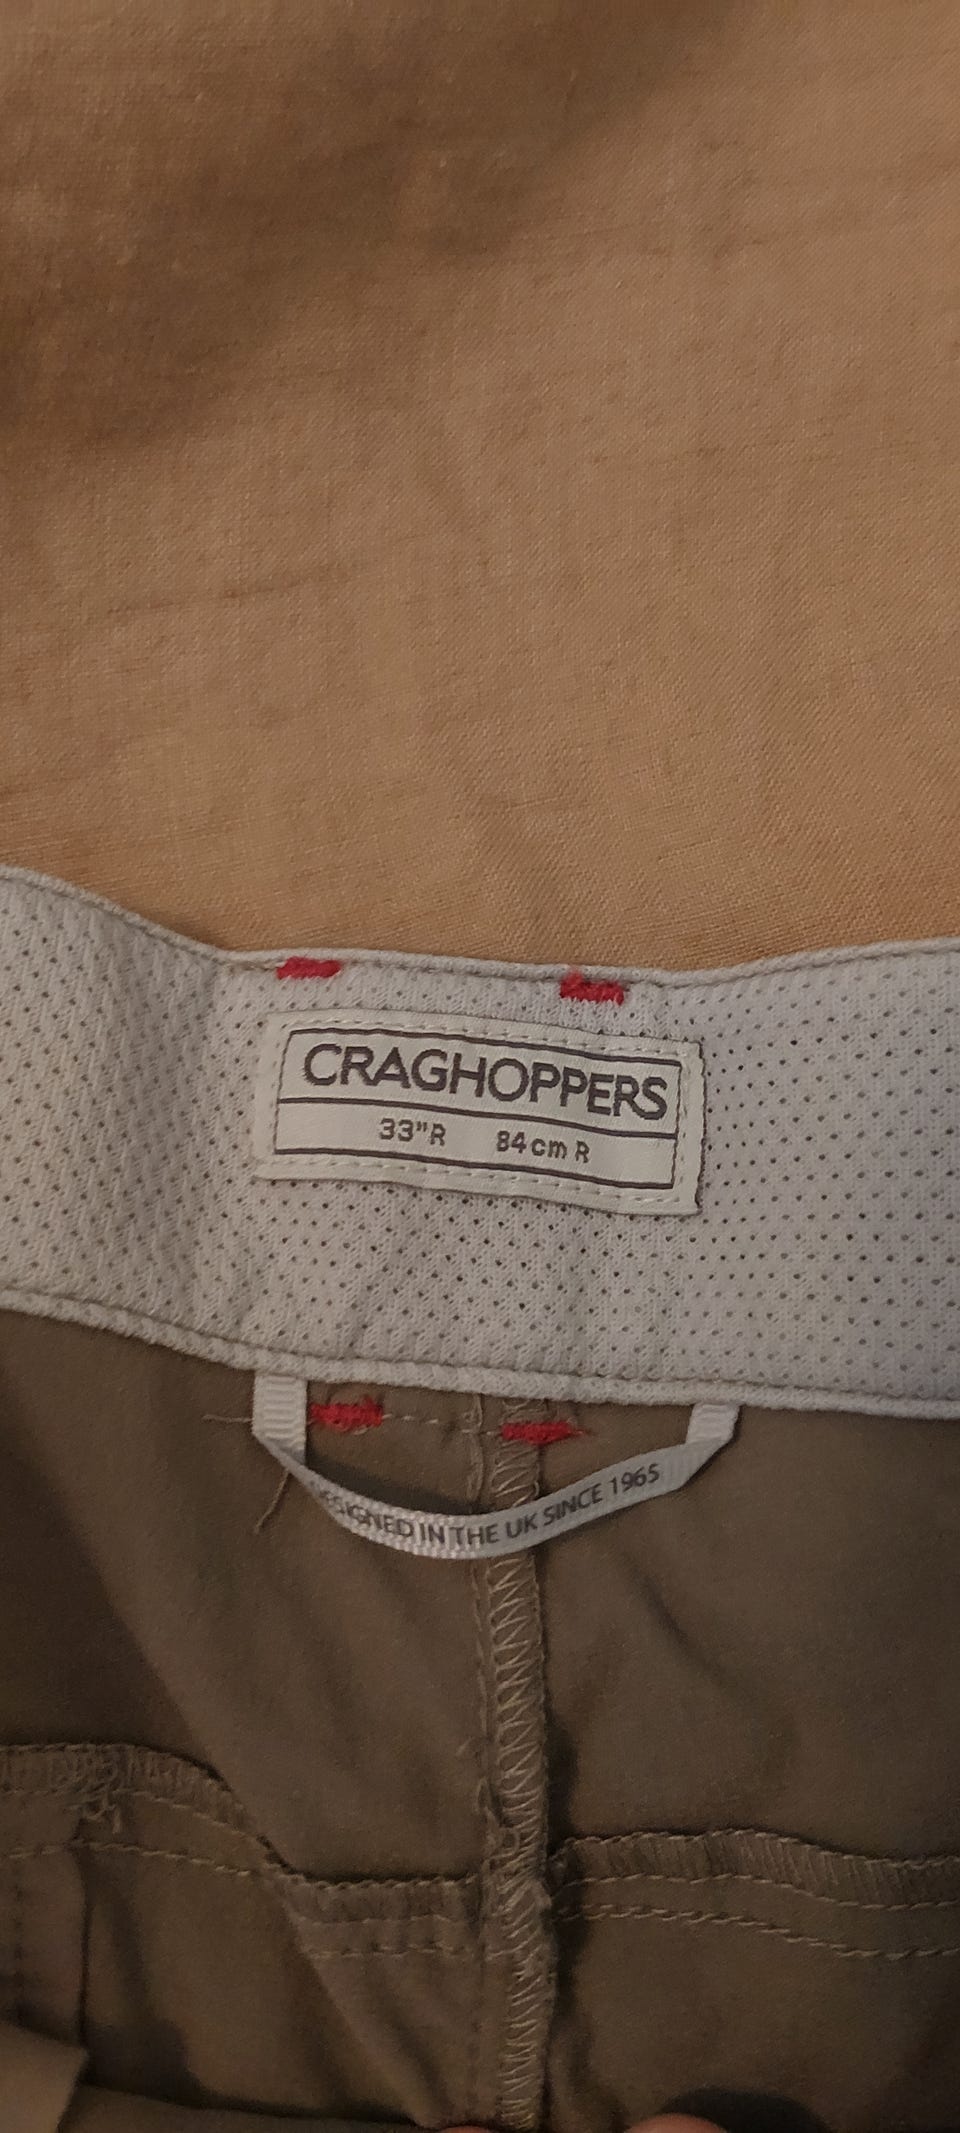 CRAGHOPPERS
33"R 84cm R
DESIGNED IN THE UK SINCE 1965